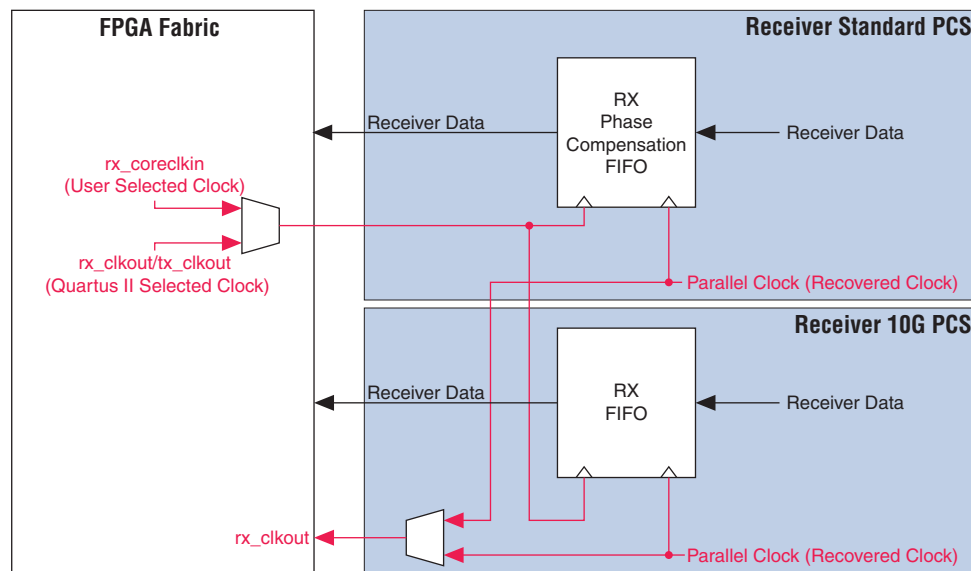 FPGA Fabric
Receiver Standard PCS
RX
Phase
Compensation
FIFO
Receiver Data
Receiver Data
rx_coreclkin
(User Selected Clock)
rx_clkout/tx_clkout
(Quartus II Selected Clock)
Parallel Clock (Recovered Clock)
Receiver 10G PCS
RX
FIFO
Receiver Data
Receiver Data
rx_clkout
Parallel Clock (Recovered Clock)